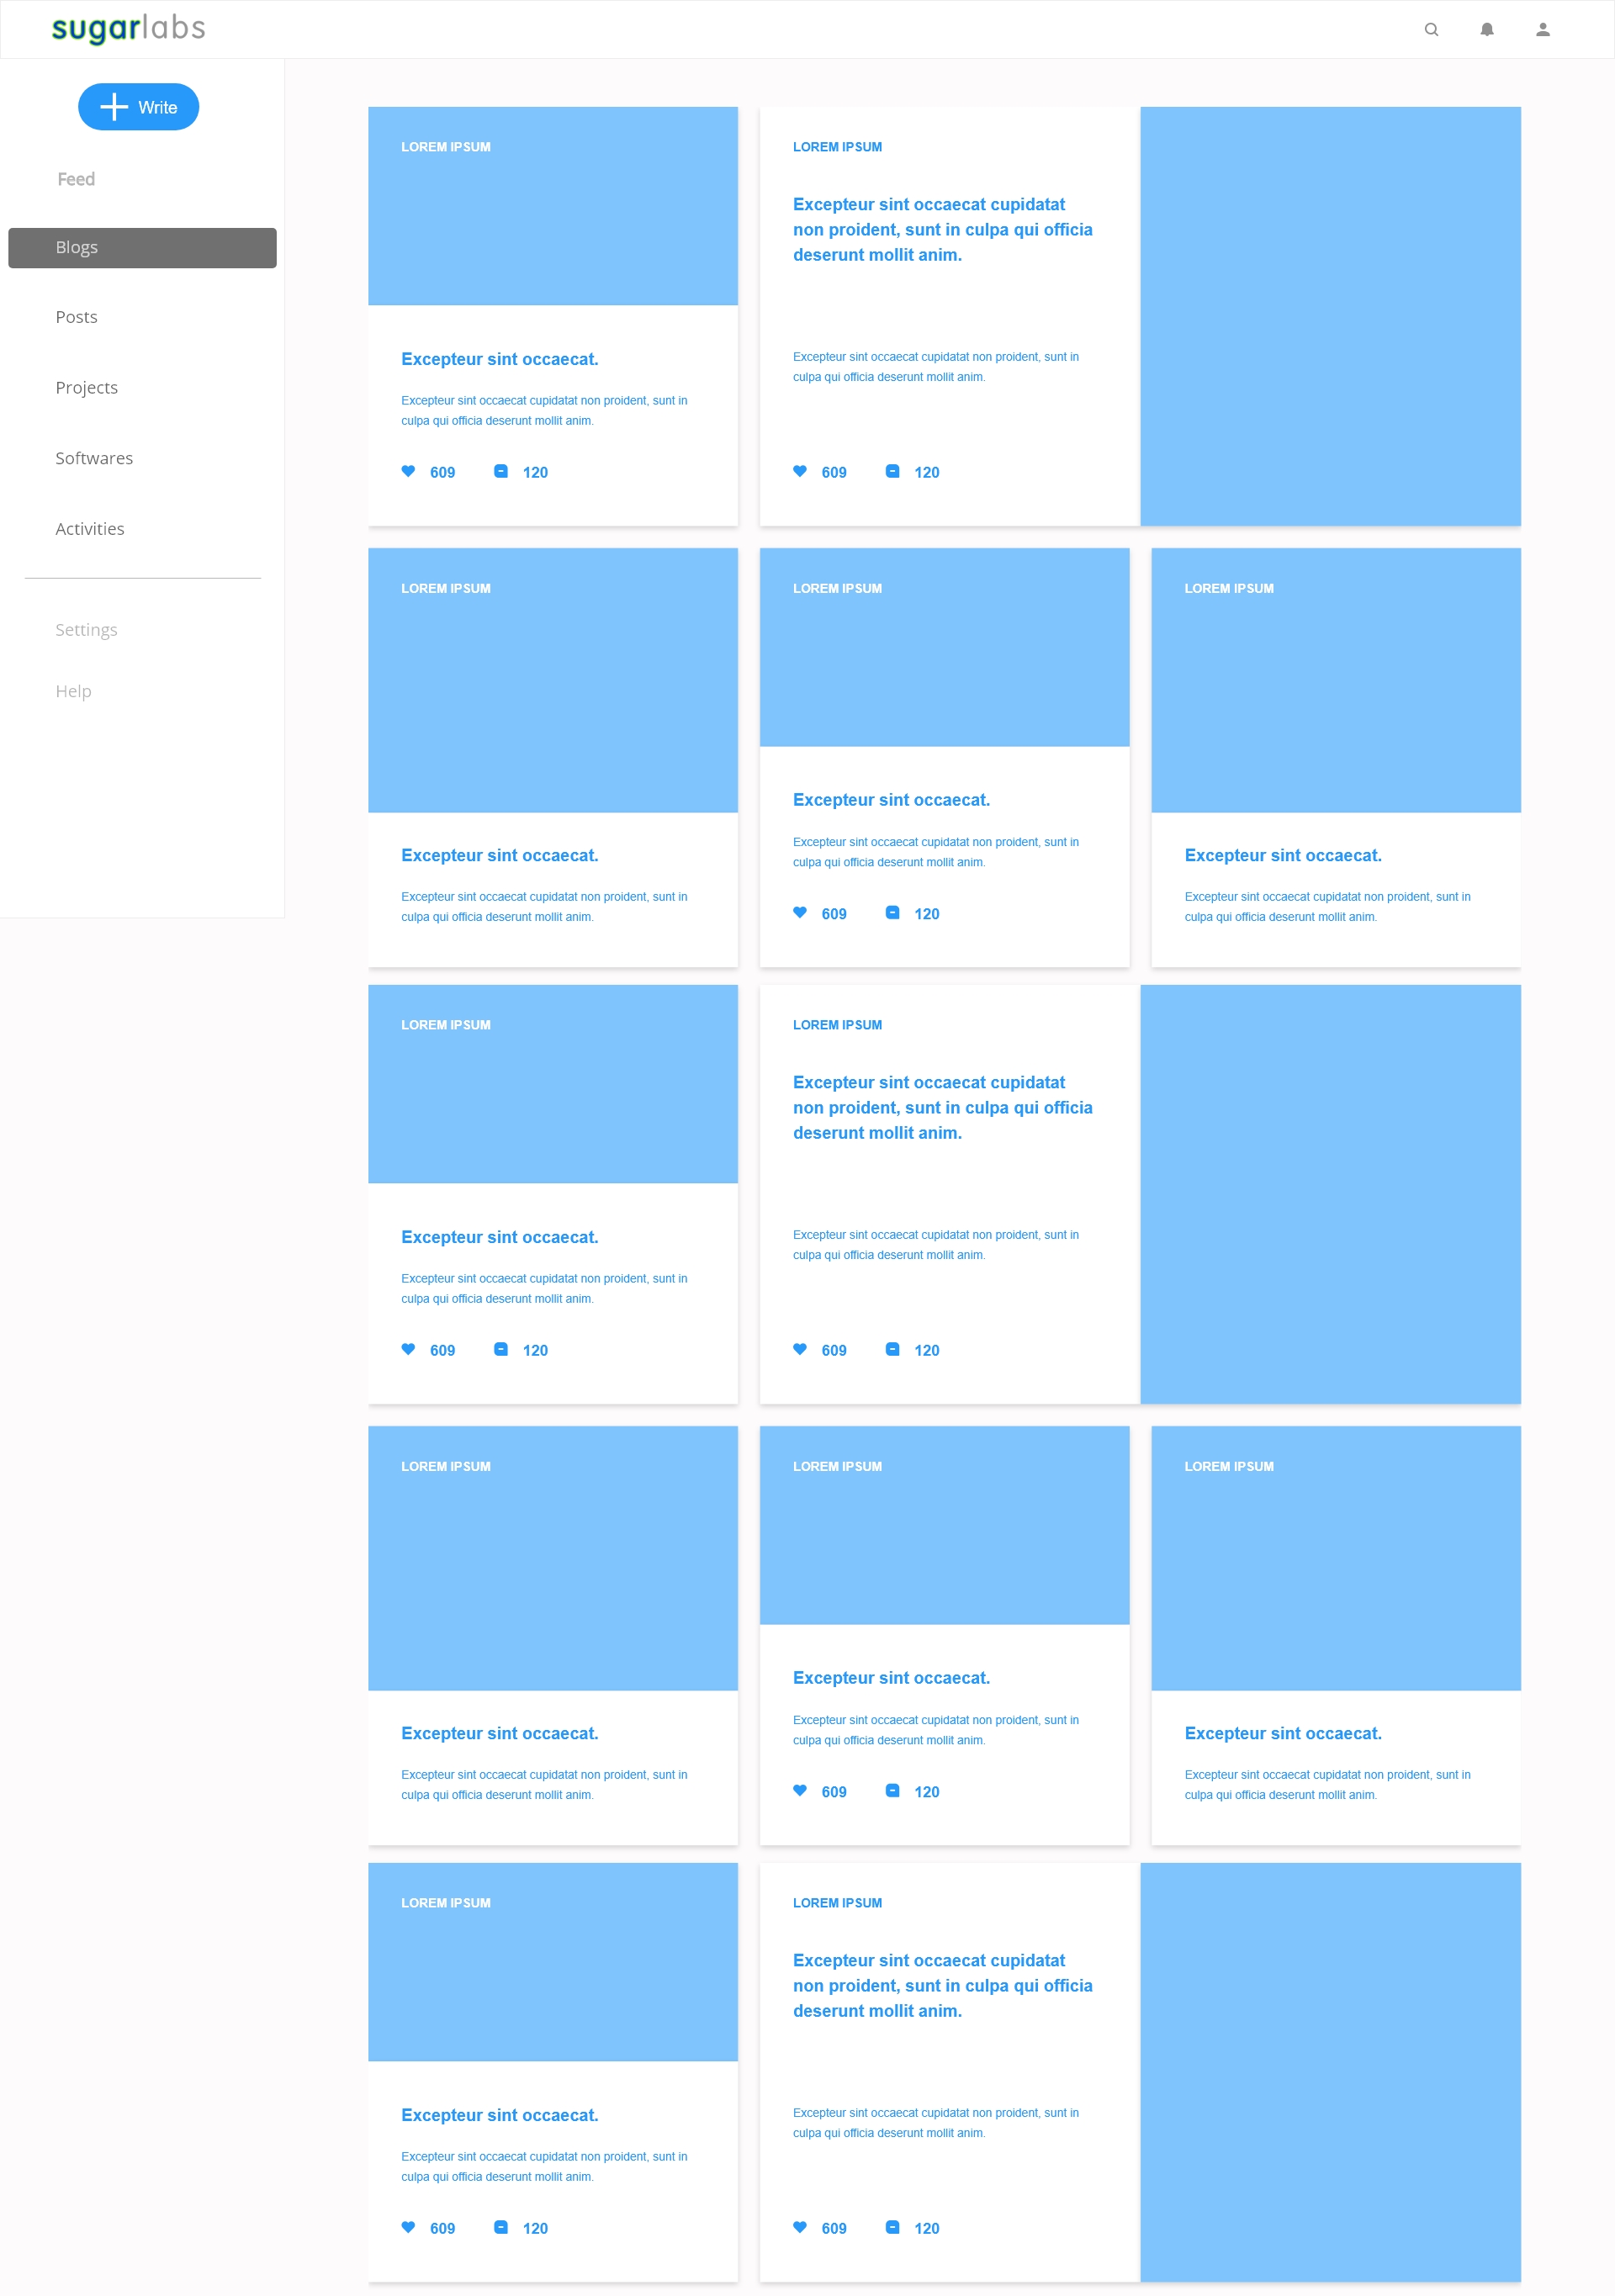 sugarlabs
Write
Feed
Blogs
Posts
Projects
Softwares
Activities
Settings
Help
LOREM IPSUM
Excepteur sint occaecat.
Excepteur sint occaecat cupidatat non proident, sunt in
culpa qui officia deserunt mollit anim.
609 120
LOREM IPSUM
Excepteur sint occaecat cupidatat
non proident, sunt in culpa qui officia
deserunt mollit anim.
Excepteur sint occaecat cupidatat non proident, sunt in
culpa qui officia deserunt mollit anim.
609 120
LOREM IPSUM
Excepteur sint occaecat.
Excepteur sint occaecat cupidatat non proident, sunt in
culpa qui officia deserunt mollit anim.
LOREM IPSUM
Excepteur sint occaecat.
Excepteur sint occaecat cupidatat non proident, sunt in
culpa qui officia deserunt mollit anim.
609 120
LOREM IPSUM
Excepteur sint occaecat.
Excepteur sint occaecat cupidatat non proident, sunt in
culpa qui officia deserunt mollit anim.
LOREM IPSUM
Excepteur sint occaecat.
Excepteur sint occaecat cupidatat non proident, sunt in
culpa qui officia deserunt mollit anim.
609 120
LOREM IPSUM
Excepteur sint occaecat cupidatat
non proident, sunt in culpa qui officia
deserunt mollit anim.
Excepteur sint occaecat cupidatat non proident, sunt in
culpa qui officia deserunt mollit anim.
609 120
LOREM IPSUM
Excepteur sint occaecat.
Excepteur sint occaecat cupidatat non proident, sunt in
culpa qui officia deserunt mollit anim.
LOREM IPSUM
Excepteur sint occaecat.
Excepteur sint occaecat cupidatat non proident, sunt in
culpa qui officia deserunt mollit anim.
609 120
LOREM IPSUM
Excepteur sint occaecat.
Excepteur sint occaecat cupidatat non proident, sunt in
culpa qui officia deserunt mollit anim.
LOREM IPSUM
Excepteur sint occaecat.
Excepteur sint occaecat cupidatat non proident, sunt in
culpa qui officia deserunt mollit anim.
609 120
LOREM IPSUM
Excepteur sint occaecat cupidatat
non proident, sunt in culpa qui officia
deserunt mollit anim.
Excepteur sint occaecat cupidatat non proident, sunt in
culpa qui officia deserunt mollit anim.
609 120